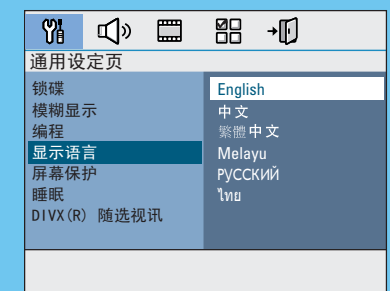 通用设定页
锁碟
模糊显示
编程
显示语言
屏幕保护
睡眠
DIVX(R) 随选视讯
English
中文
繁體中文
Melayu
РУССКИЙ
ไทย